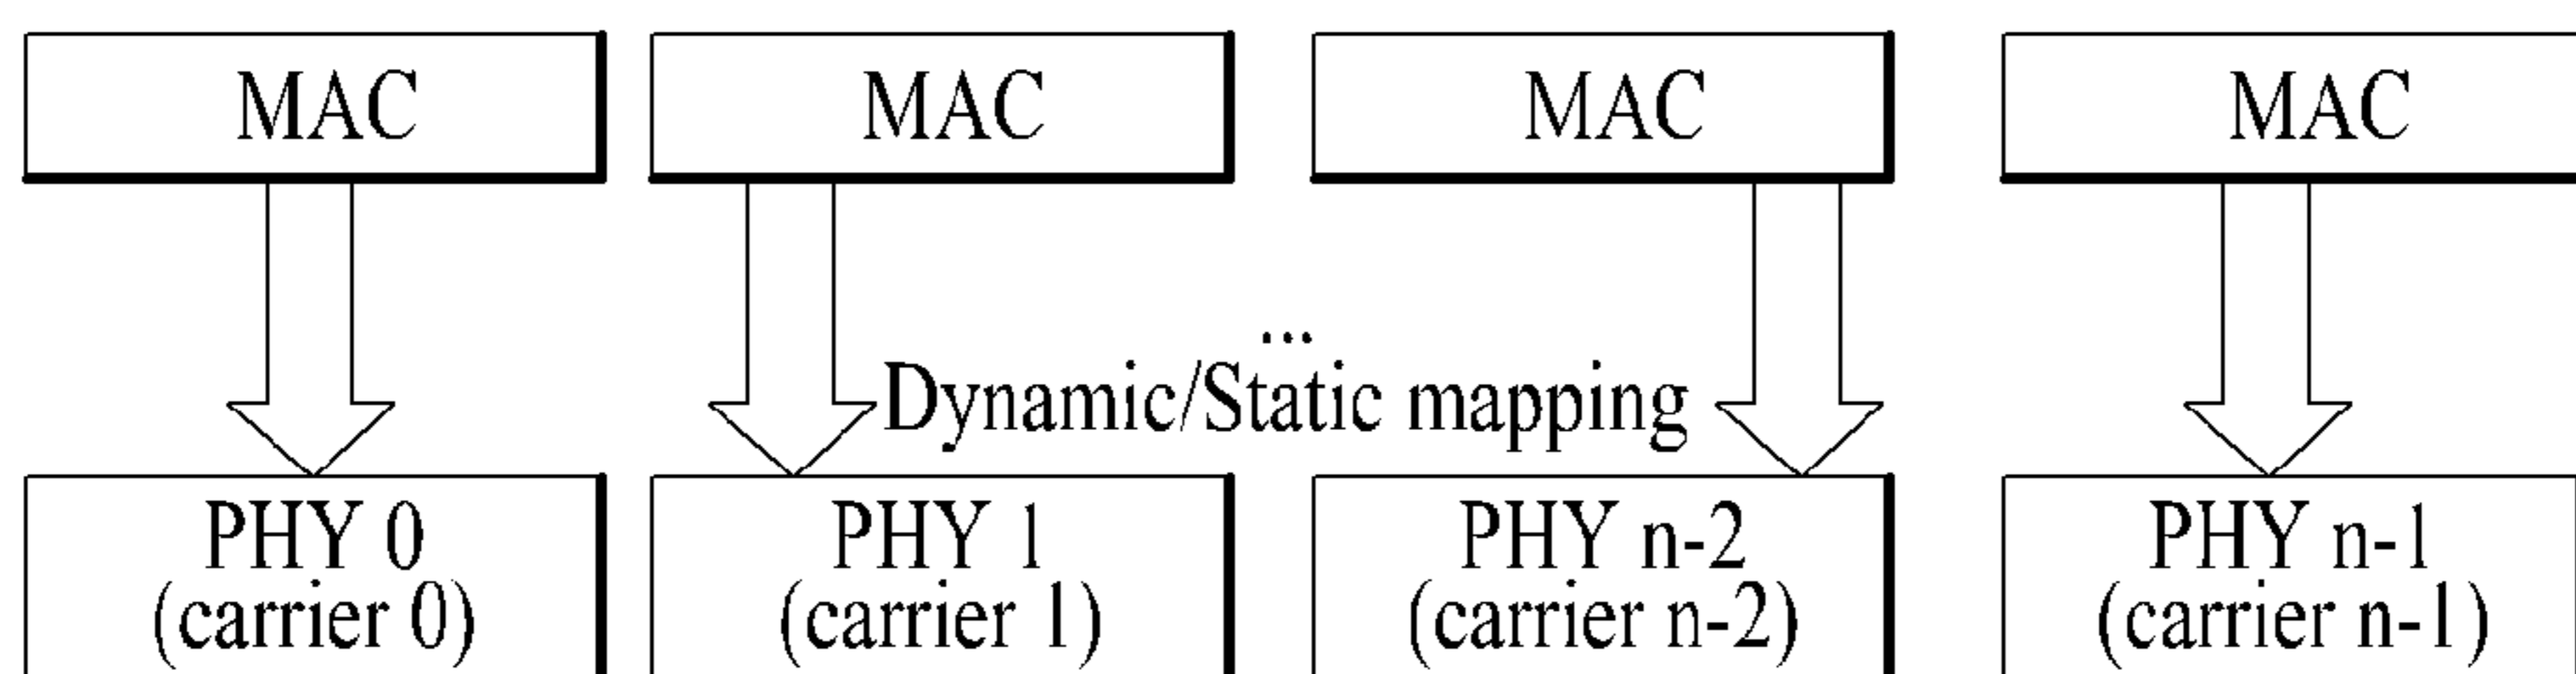 MAC
MAC
MAC
MAC
...
Dynamic/Static mapping
PHY 0
(carrier 0)
PHY 1
(carrier 1)
PHY n-2
(carrier n-2)
PHY n-1
(carrier n-1)